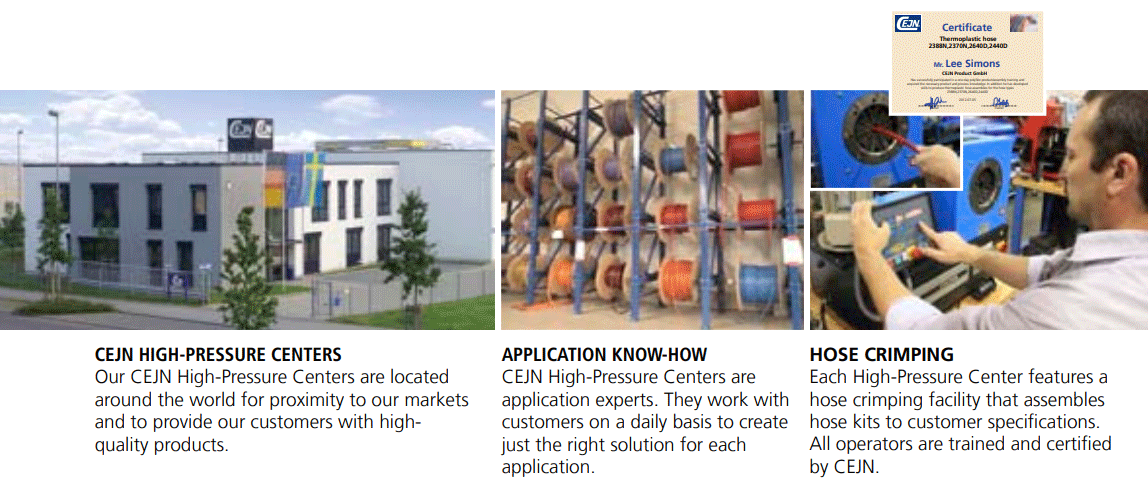 CEJN
Certificate
Thermoplastic hose
2388N,2370N,2640D,2440D
Mr. Lee Simons
CEJN Product GmbH
CEJN
CEJN HIGH-PRESSURE CENTERS
Our CEJN High-Pressure Centers are located
around the world for proximity to our markets
and to provide our customers with high-
quality products.
APPLICATION KNOW-HOW
CEJN High-Pressure Centers are
application experts. They work with
customers on a daily basis to create
just the right solution for each
application.
HOSE CRIMPING
Each High-Pressure Center features a
hose crimping facility that assembles
hose kits to customer specifications.
All operators are trained and certified
by CEJN.